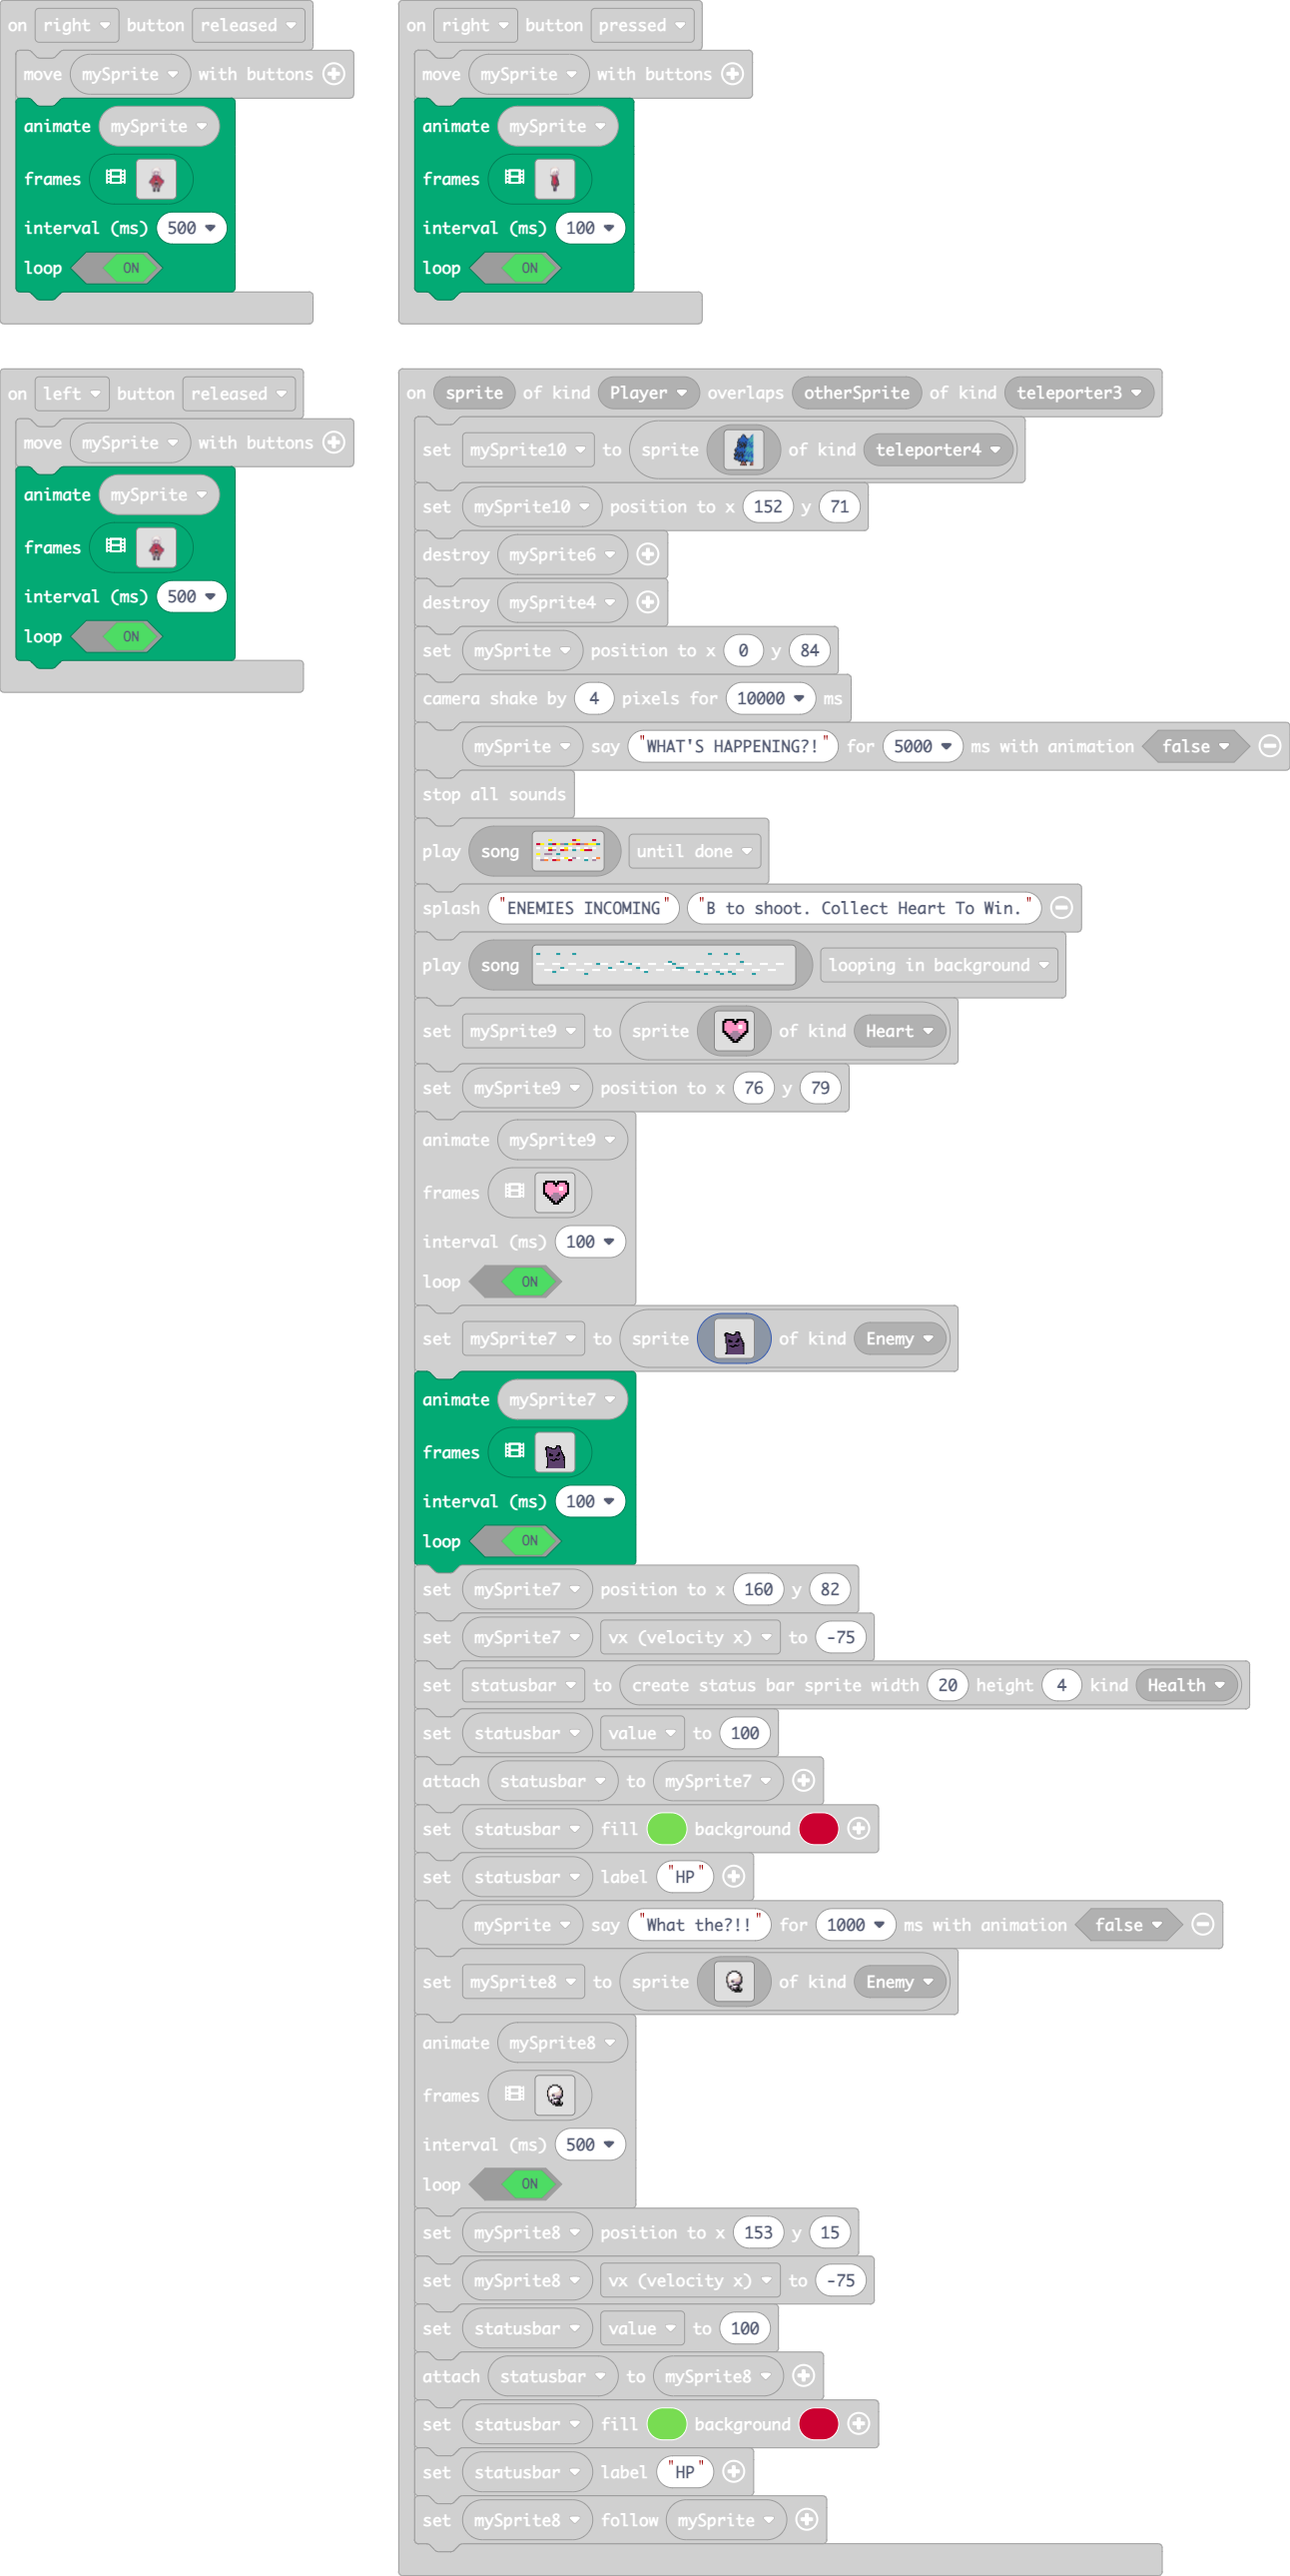 on right button released
move mySprite with buttons
animate mySprite
frames
interval (ms) 500
loop ON
on right button pressed
move mySprite with buttons
animate mySprite
frames
interval (ms) 100
loop ON
on left button released
move mySprite with buttons
animate mySprite
frames
interval (ms) 500
loop ON
on sprite of kind Player overlaps otherSprite of kind teleporter3
set mySprite10 to sprite of kind teleporter4
set mySprite10 position to x 152 y 71
destroy mySprite6
destroy mySprite4
set mySprite position to x 0 y 84
camera shake by 4 pixels for 10000 ms
mySprite say "WHAT'S HAPPENING?!" for 5000 ms with animation false
stop all sounds
play song until done
splash "ENEMIES INCOMING" "B to shoot. Collect Heart To Win."
play song looping in background
set mySprite9 to sprite of kind Heart
set mySprite9 position to x 76 y 79
animate mySprite9
frames
interval (ms) 100
loop ON
set mySprite7 to sprite of kind Enemy
animate mySprite7
frames
interval (ms) 100
loop ON
set mySprite7 position to x 160 y 82
set mySprite7 vx (velocity x) to -75
set statusbar to create status bar sprite width 20 height 4 kind Health
set statusbar value to 100
attach statusbar to mySprite7
set statusbar fill background
set statusbar label "HP"
mySprite say "What the?!!" for 1000 ms with animation false
set mySprite8 to sprite of kind Enemy
animate mySprite8
frames
interval (ms) 500
loop ON
set mySprite8 position to x 153 y 15
set mySprite8 vx (velocity x) to -75
set statusbar value to 100
attach statusbar to mySprite8
set statusbar fill background
set statusbar label "HP"
set mySprite8 follow mySprite